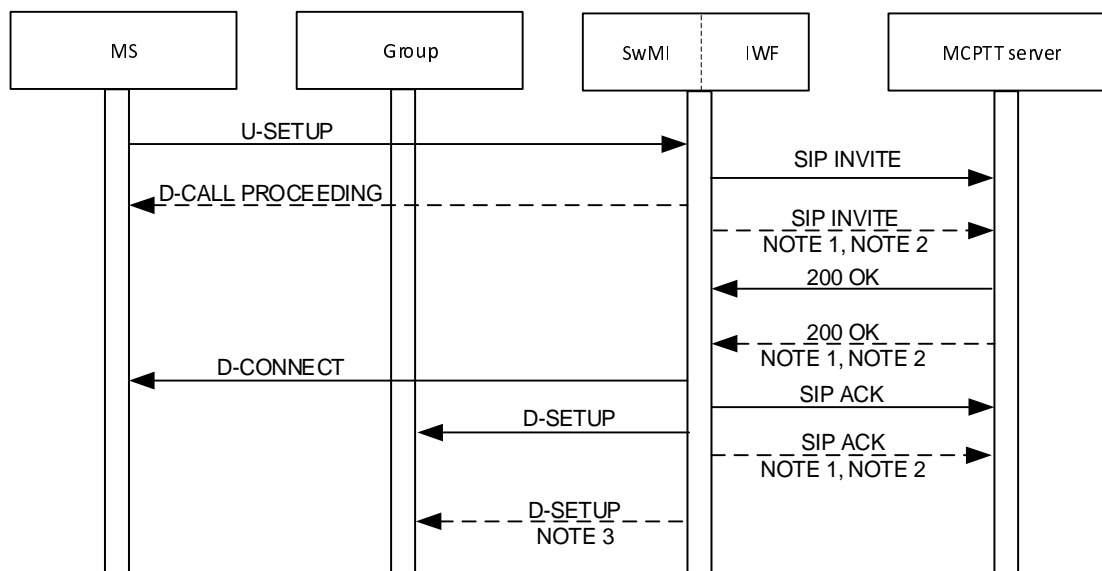 MS
Group
SwMI
IWF
MCPTT server
U-SETUP
SIP INVITE
D-CALL PROCEEDING
SIP INVITE
NOTE 1, NOTE 2
200 OK
200 OK
NOTE 1, NOTE 2
D-CONNECT
SIP ACK
D-SETUP
SIP ACK
NOTE 1, NOTE 2
D-SETUP
NOTE 3